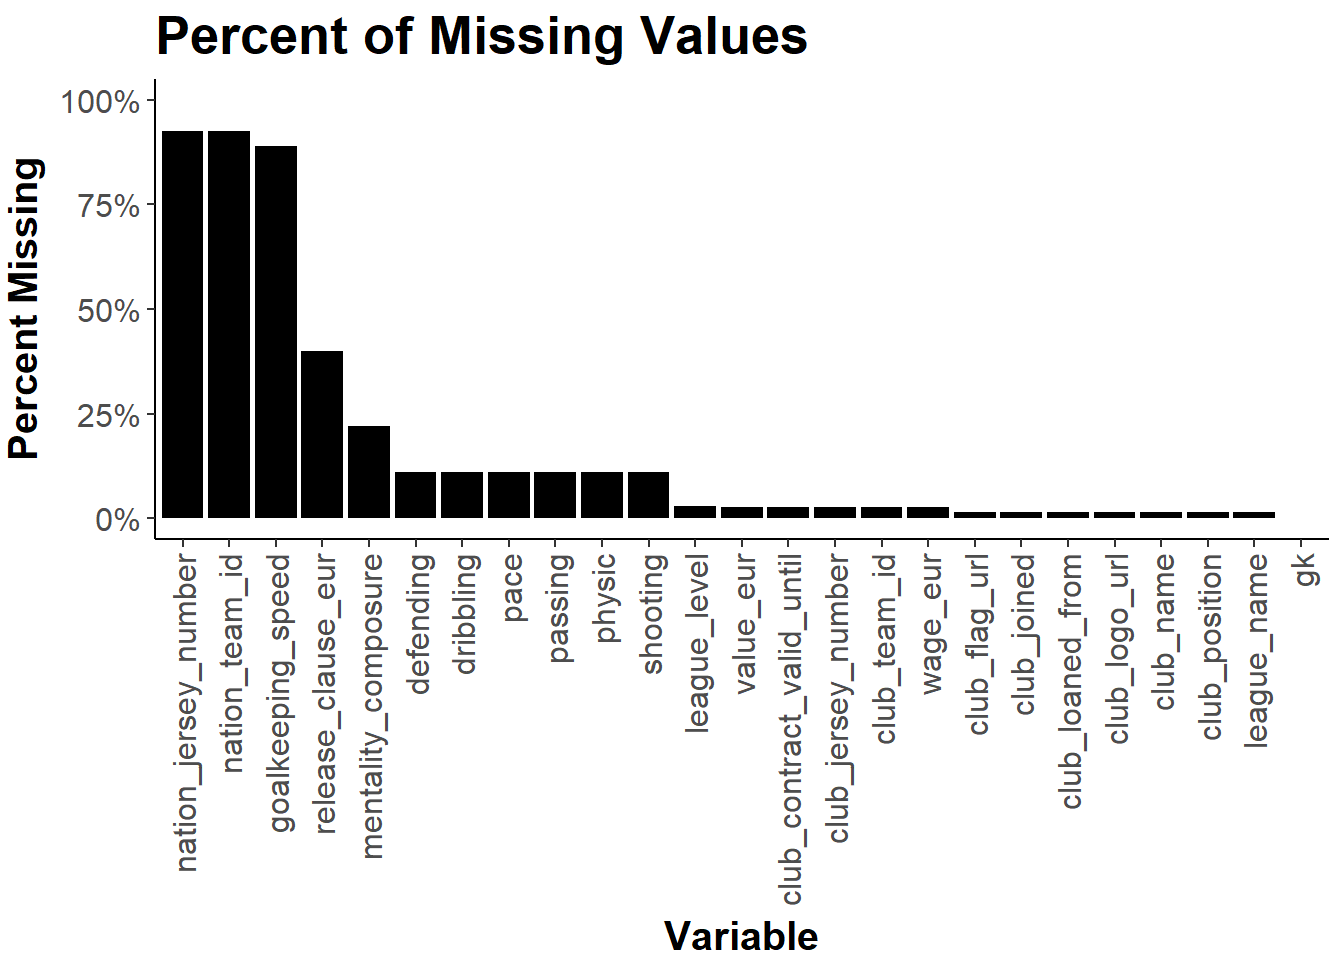 Percent of Missing Values
Percent Missing
100%
75%
50%
25%
0%
nation_jersey_number
nation_team_id
goalkeeping_speed
release_clause_eur
mentality_composure
defending
dribbling
pace
passing
physic
shooting
league_level
value_eur
club_contract_valid_until
club_jersey_number
club_team_id
wage_eur
club_flag_url
club_joined
club_loaned_from
club_logo_url
club_name
club_position
league_name
gk
Variable